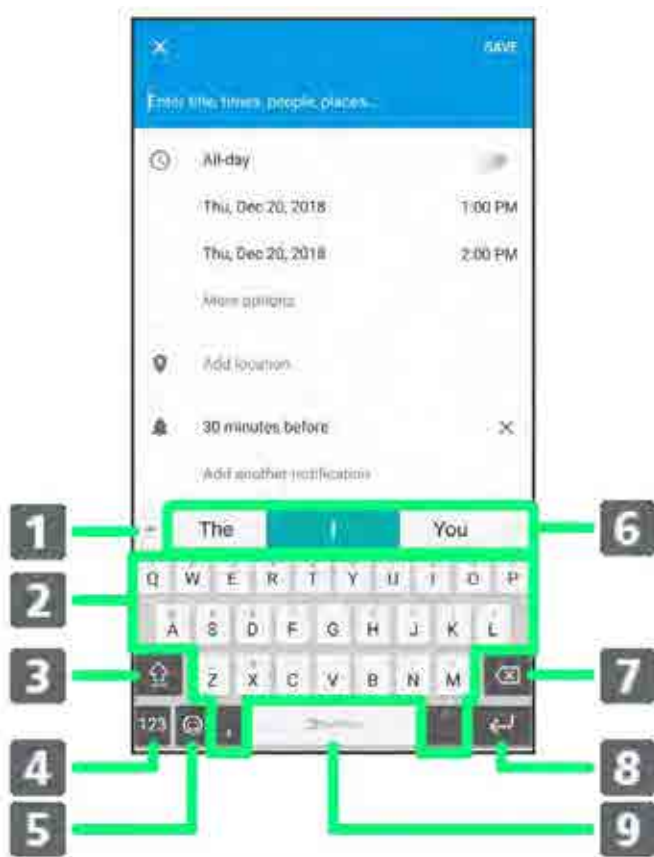 SAVE
Enter title, times, people, places...
All-day
Thu, Dec 20, 2018 1:00 PM
Thu, Dec 20, 2018 2:00 PM
More options
Add location
30 minutes before
Add another notification
1 The I You 6
2 Q W E R T Y U I O P
A S D F G H J K L
3 Z X C V B N M 7
123 ,
4 8
5 9